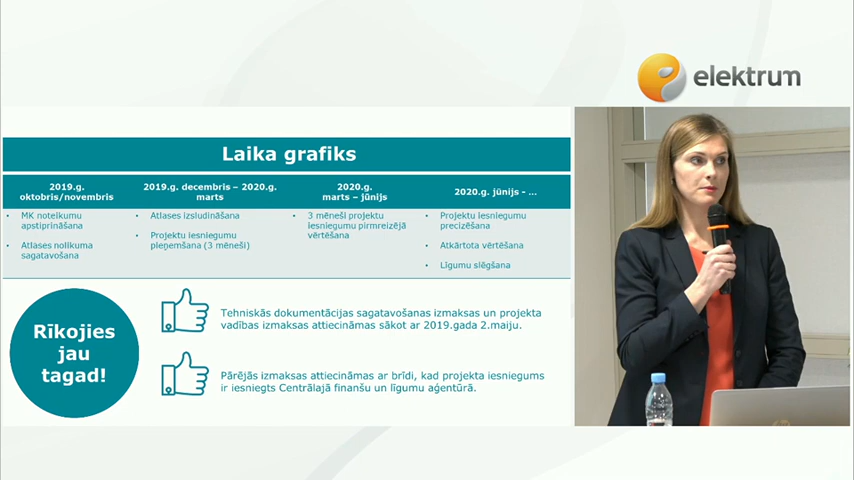 elektrum
Laika grafiks
2019.g.
oktobris/novembris
2019.g. decembris – 2020.g.
marts
2020.g.
marts – jūnijs
2020.g. jūnijs - ...
• MK noteikumu
apstiprināšana
• Atlases nolikuma
sagatavošana
• Atlases izsludināšana
• Projektu iesniegumu
pieņemšana (3 mēneši)
• 3 mēneši projektu
iesniegumu pirmreizējā
vērtēšana
• Projektu iesniegumu
precizēšana
• Atkārtota vērtēšana
• Līgumu slēgšana
Rīkojies
jau
tagad!
Tehniskās dokumentācijas sagatavošanas izmaksas un projekta
vadības izmaksas attiecināmas sākot ar 2019.gada 2.maiju.
Pārējās izmaksas attiecināmas ar brīdi, kad projekta iesniegums
ir iesniegts Centrālajā finanšu un līgumu aģentūrā.